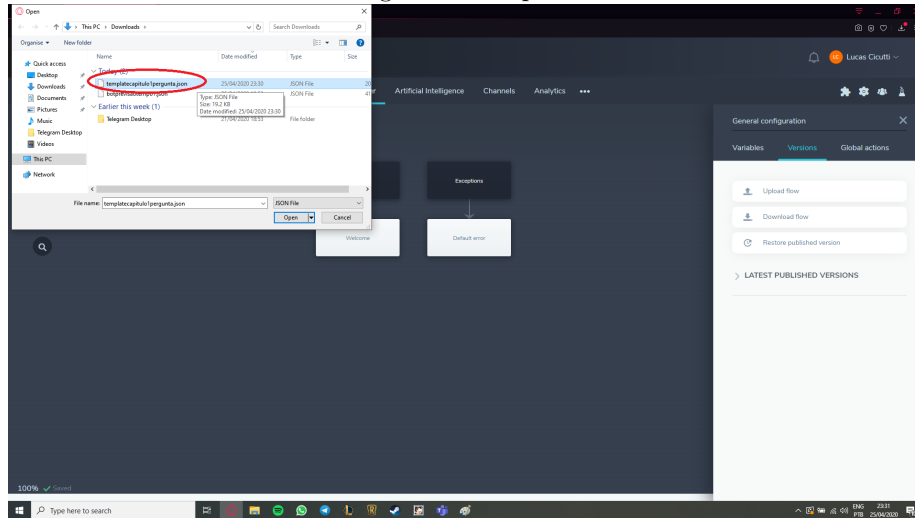 Open
This PC > Downloads >
Search Downloads
Organise New folder
Name Date modified Type Size
Quick access
Desktop
Downloads
Documents
Pictures
Music
Telegram Desktop
Videos
This PC
Network
Today (2)
templatecapitulo1pergunta.json 25/04/2020 23:30 JSON File 20
JSON File 41
Type: JSON File
Size: 19.2 KB
Date modified: 25/04/2020 23:30
Earlier this week (1)
Telegram Desktop 21/04/2020 18:53 File folder
File name: templatecapitulo1pergunta.json JSON File
Open Cancel
Lucas Cicutti
Artificial Intelligence Channels Analytics
General configuration
Variables Versions Global actions
Upload flow
Download flow
Restore published version
LATEST PUBLISHED VERSIONS
Exceptions
Welcome Default error
100% Saved
Type here to search
ENG 23:31
PTB 25/04/2020